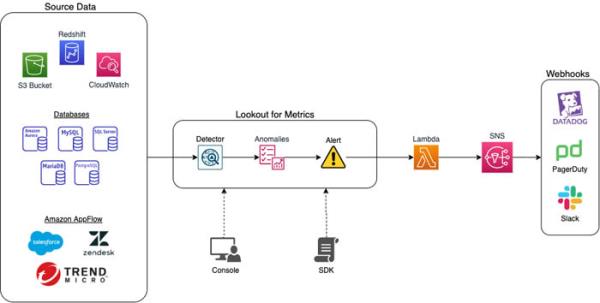 Source Data
Redshift
S3 Bucket
CloudWatch
Databases
Amazon
Aurora
MySQL
SQL Server
MariaDB
PostgreSQL
Amazon AppFlow
salesforce
zendesk
TREND
MICRO
Lookout for Metrics
Detector
Anomalies
Alert
Console
SDK
Lambda
SNS
Webhooks
DATADOG
pd
PagerDuty
Slack